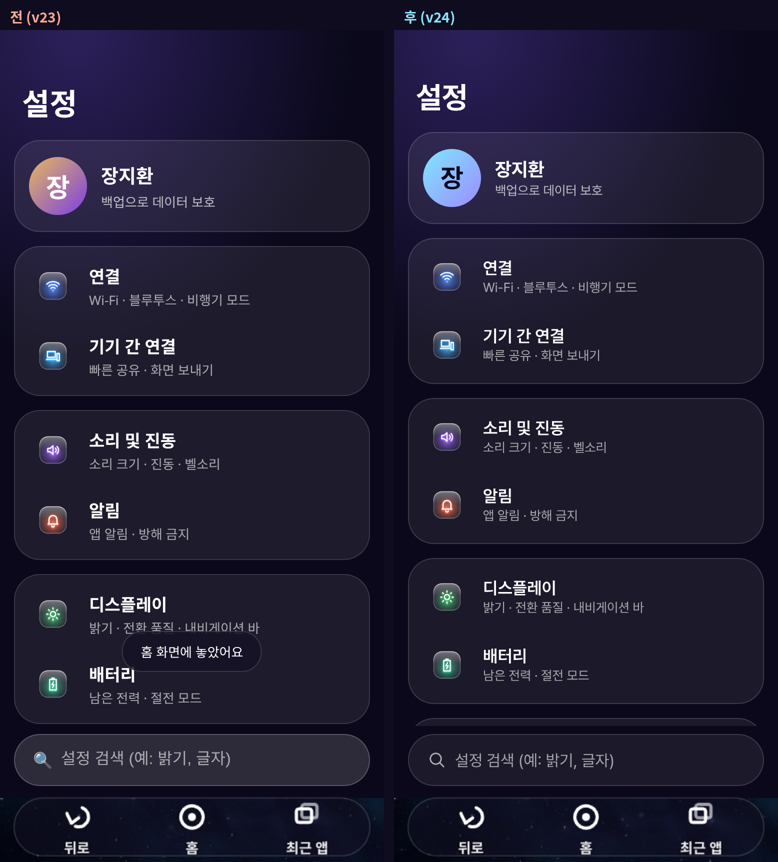 전 (v23)
설정
장
장지환
백업으로 데이터 보호
연결
Wi-Fi · 블루투스 · 비행기 모드
기기 간 연결
빠른 공유 · 화면 보내기
소리 및 진동
소리 크기 · 진동 · 벨소리
알림
앱 알림 · 방해 금지
디스플레이
밝기 · 전환 품질 · 내비게이션 바
홈 화면에 놓았어요
배터리
남은 전력 · 절전 모드
설정 검색 (예: 밝기, 글자)
뒤로
홈
최근 앱
후 (v24)
설정
장
장지환
백업으로 데이터 보호
연결
Wi-Fi · 블루투스 · 비행기 모드
기기 간 연결
빠른 공유 · 화면 보내기
소리 및 진동
소리 크기 · 진동 · 벨소리
알림
앱 알림 · 방해 금지
디스플레이
밝기 · 전환 품질 · 내비게이션 바
배터리
남은 전력 · 절전 모드
설정 검색 (예: 밝기, 글자)
뒤로
홈
최근 앱